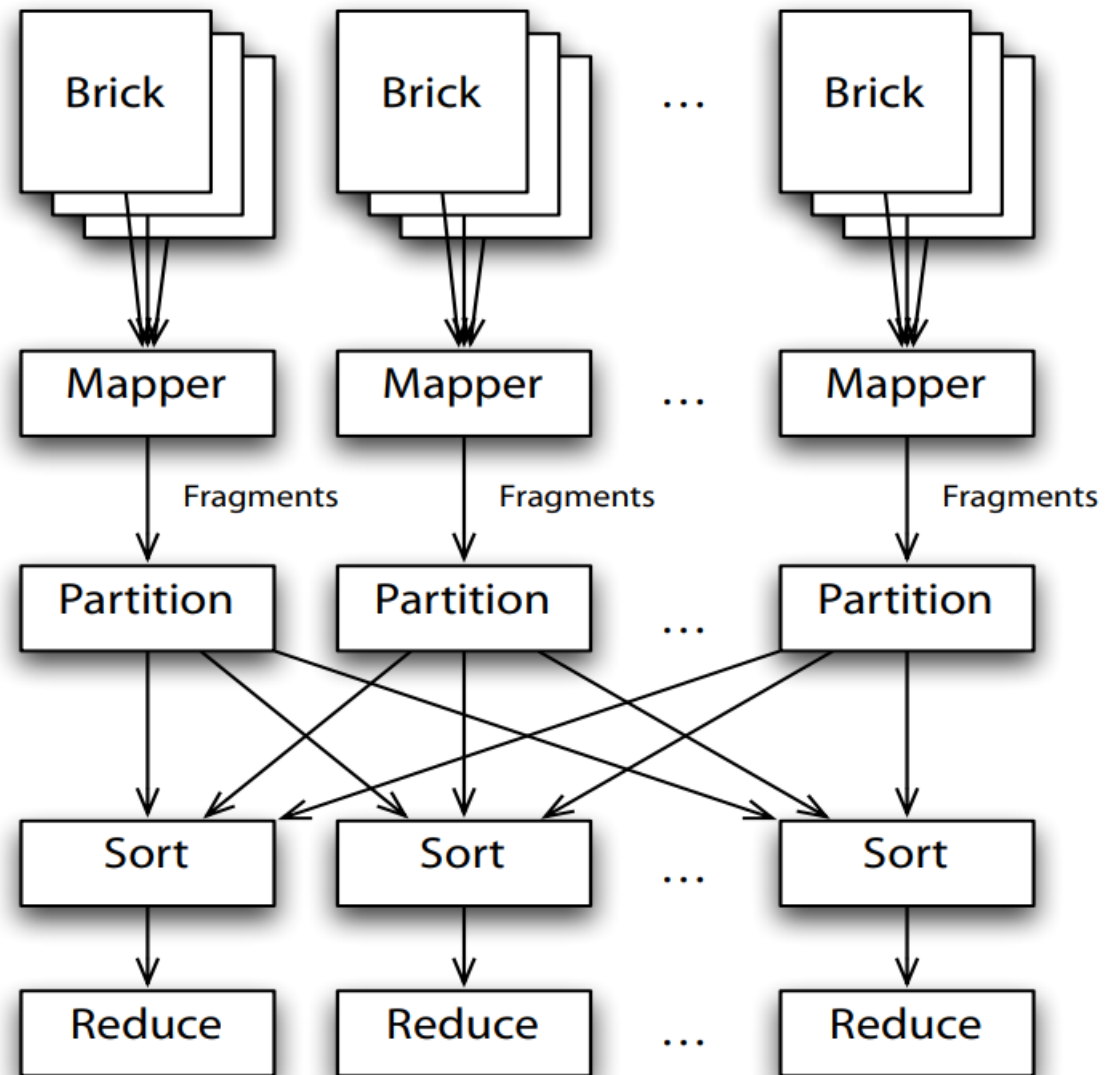 Brick Brick ... Brick
Mapper Mapper ... Mapper
Fragments Fragments Fragments
Partition Partition ... Partition
Sort Sort ... Sort
Reduce Reduce ... Reduce